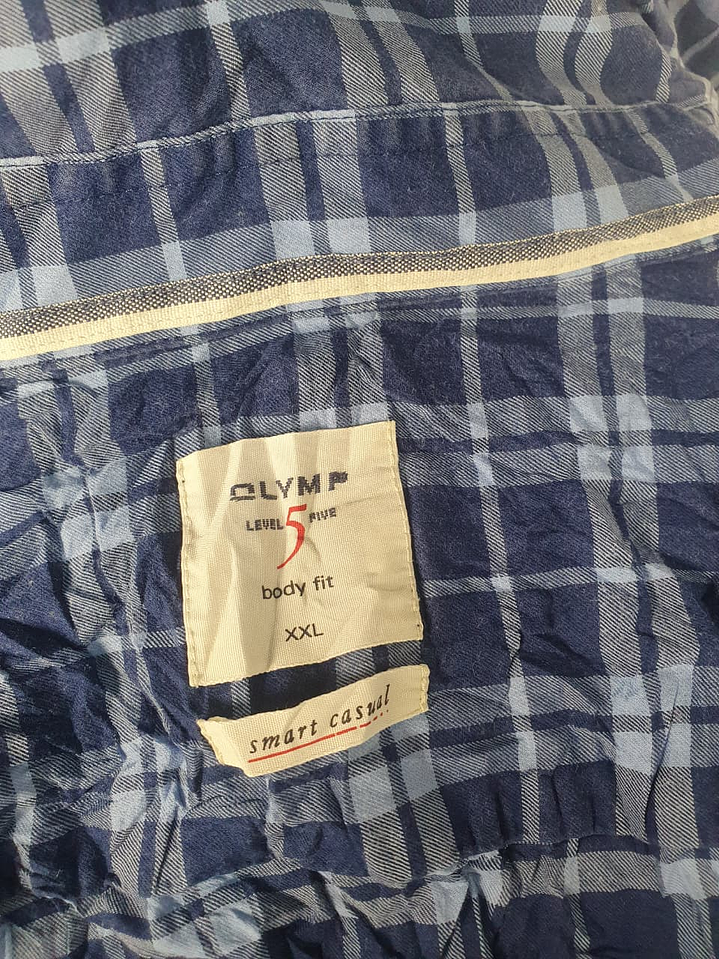 OLYMP
LEVEL 5 FIVE
body fit
XXL
smart casual